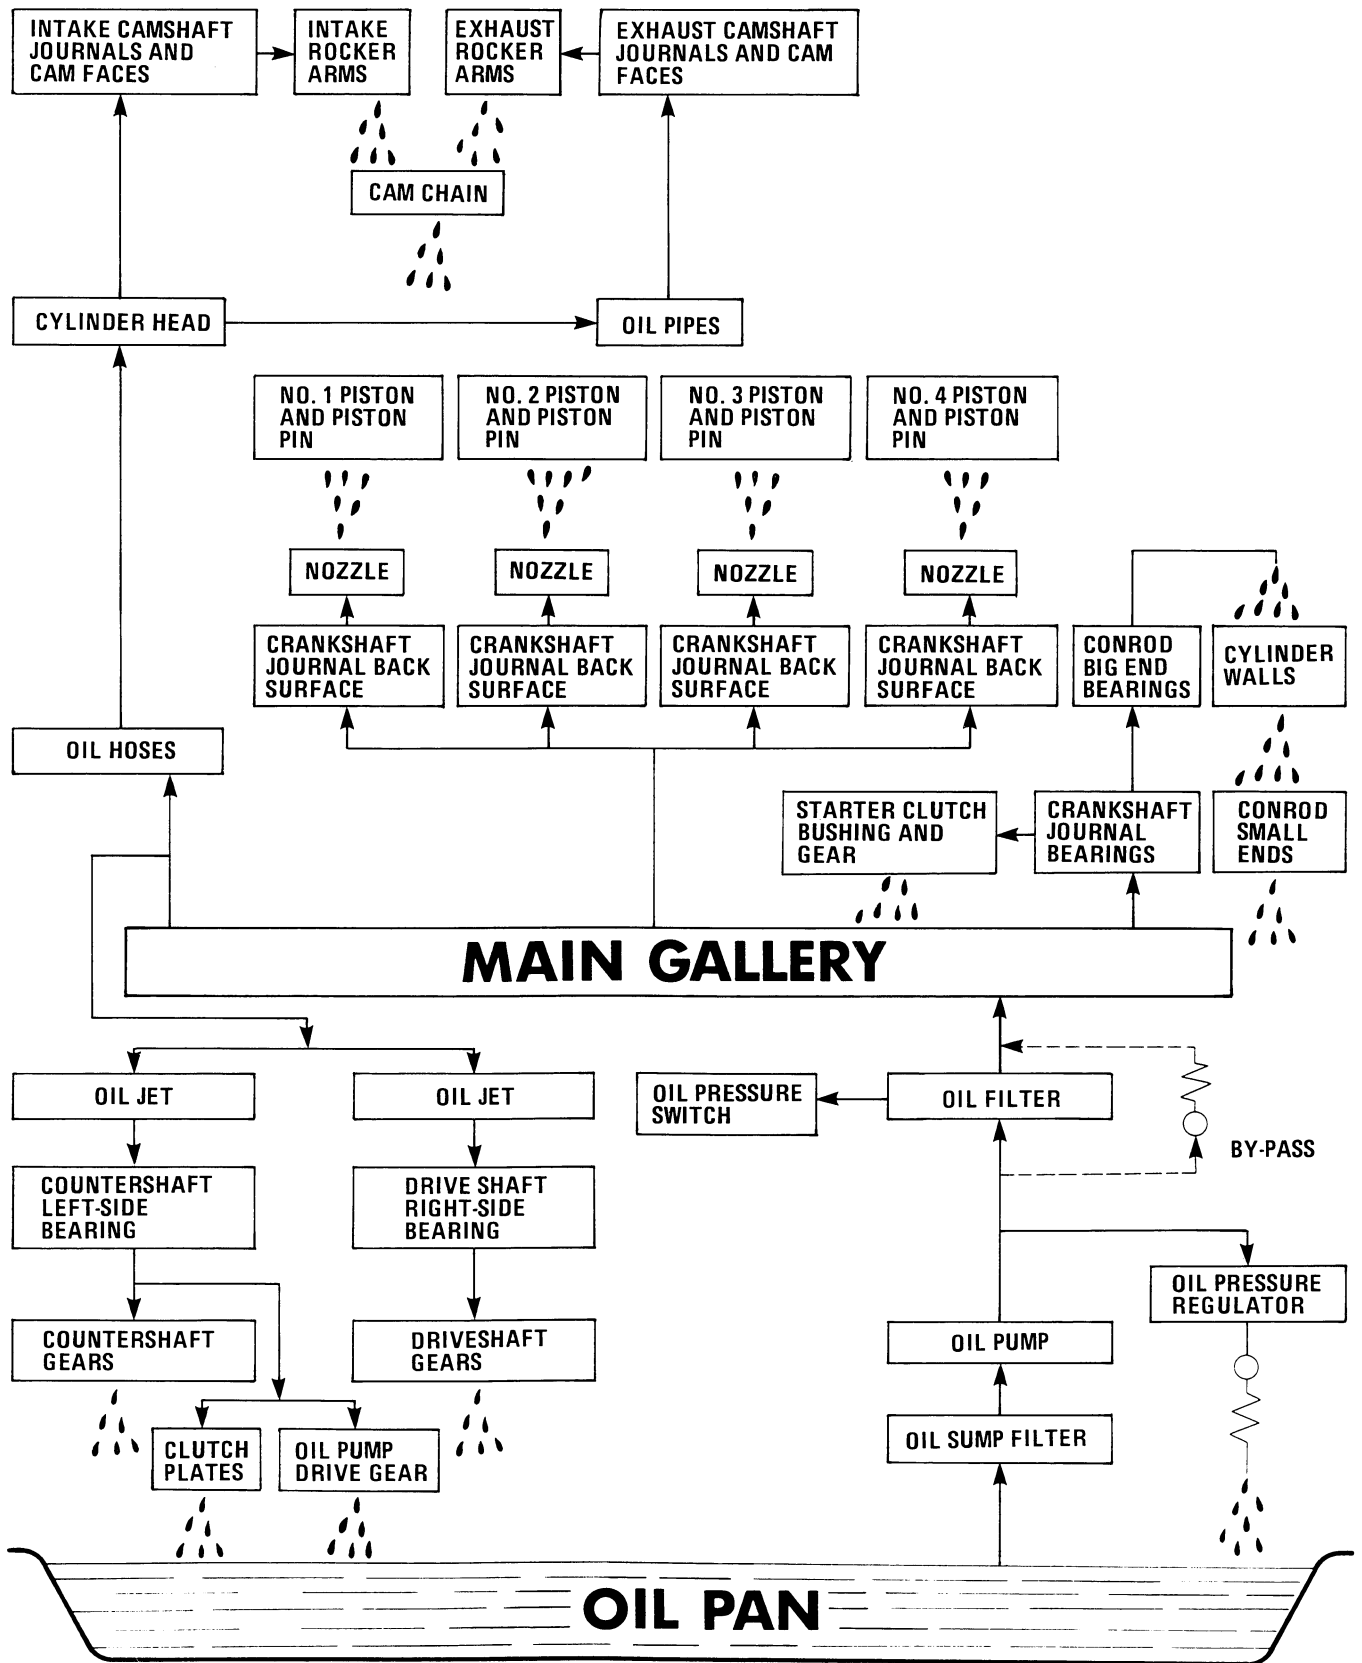 INTAKE CAMSHAFT
JOURNALS AND
CAM FACES
INTAKE
ROCKER
ARMS
EXHAUST
ROCKER
ARMS
EXHAUST CAMSHAFT
JOURNALS AND CAM
FACES
CAM CHAIN
CYLINDER HEAD
OIL PIPES
NO. 1 PISTON
AND PISTON
PIN
NO. 2 PISTON
AND PISTON
PIN
NO. 3 PISTON
AND PISTON
PIN
NO. 4 PISTON
AND PISTON
PIN
NOZZLE
NOZZLE
NOZZLE
NOZZLE
CRANKSHAFT
JOURNAL BACK
SURFACE
CRANKSHAFT
JOURNAL BACK
SURFACE
CRANKSHAFT
JOURNAL BACK
SURFACE
CRANKSHAFT
JOURNAL BACK
SURFACE
CONROD
BIG END
BEARINGS
CYLINDER
WALLS
OIL HOSES
STARTER CLUTCH
BUSHING AND
GEAR
CRANKSHAFT
JOURNAL
BEARINGS
CONROD
SMALL
ENDS
MAIN GALLERY
OIL JET
OIL JET
OIL PRESSURE
SWITCH
OIL FILTER
BY-PASS
COUNTERSHAFT
LEFT-SIDE
BEARING
DRIVE SHAFT
RIGHT-SIDE
BEARING
OIL PRESSURE
REGULATOR
COUNTERSHAFT
GEARS
DRIVESHAFT
GEARS
OIL PUMP
CLUTCH
PLATES
OIL PUMP
DRIVE GEAR
OIL SUMP FILTER
OIL PAN